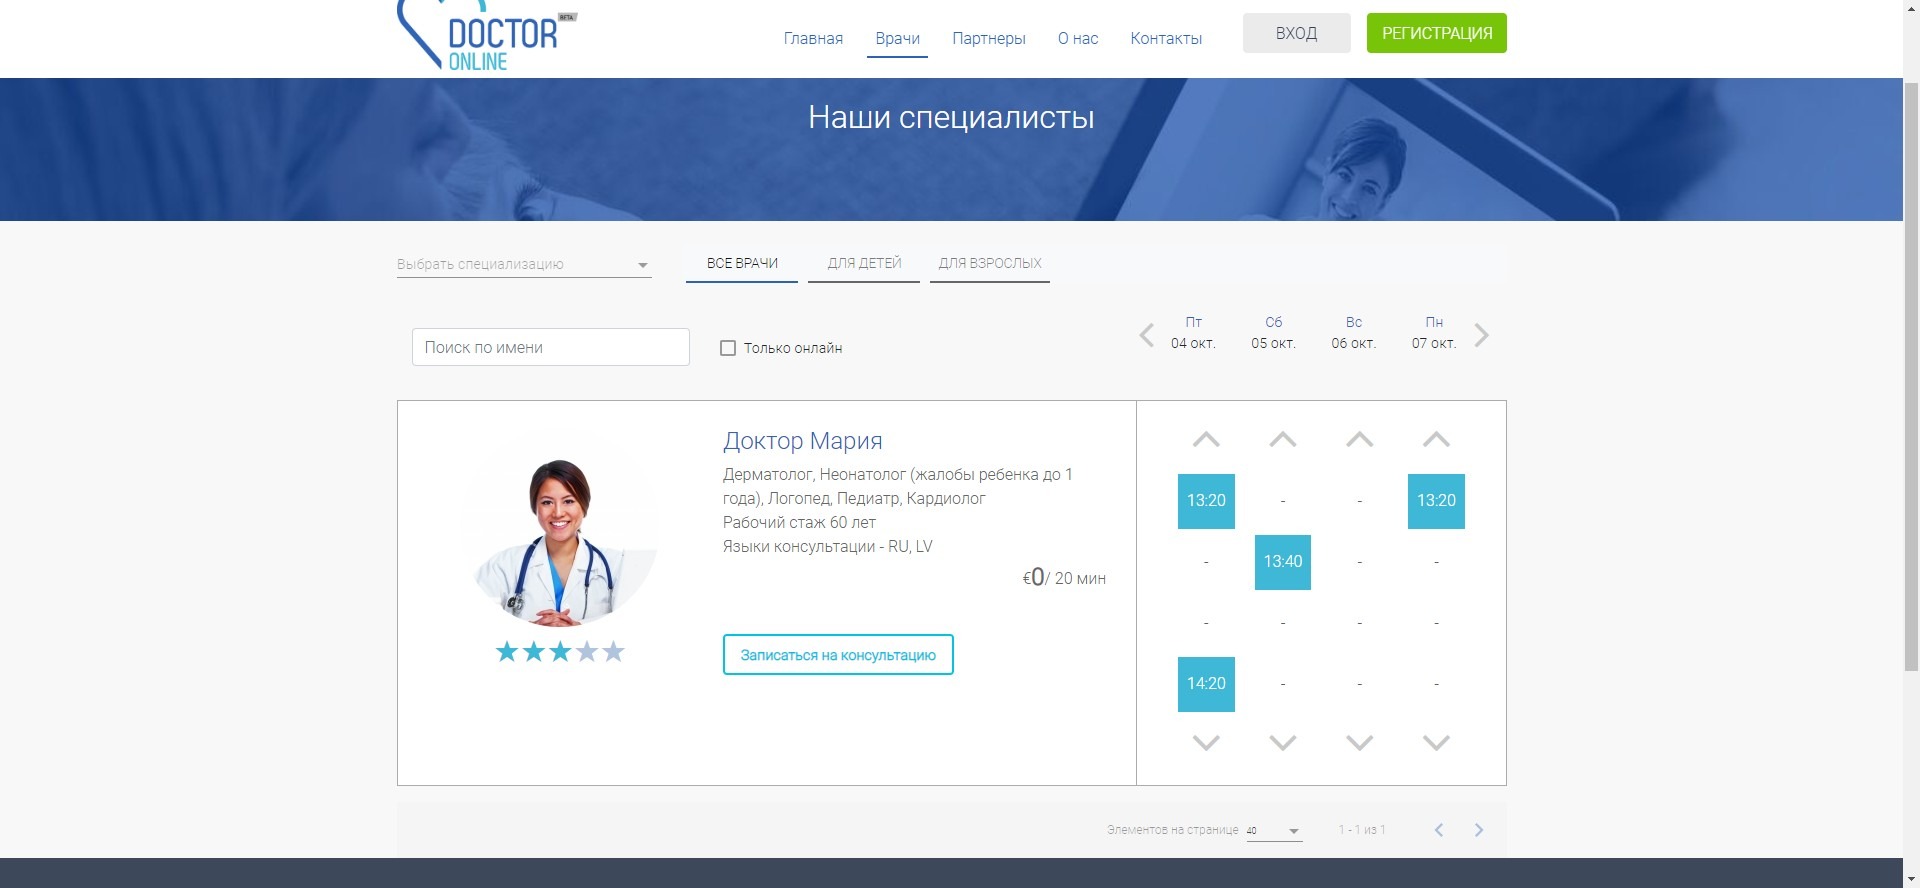 DOCTOR BETA
ONLINE
Главная Врачи Партнеры О нас Контакты ВХОД РЕГИСТРАЦИЯ
Наши специалисты
Выбрать специализацию ВСЕ ВРАЧИ ДЛЯ ДЕТЕЙ ДЛЯ ВЗРОСЛЫХ
Поиск по имени Только онлайн
Пт Сб Вс Пн
04 окт. 05 окт. 06 окт. 07 окт.
Доктор Мария
Дерматолог, Неонатолог (жалобы ребенка до 1
года), Логопед, Педиатр, Кардиолог
Рабочий стаж 60 лет
Языки консультации - RU, LV
€0/ 20 мин
Записаться на консультацию
13:20 - - 13:20
- 13:40 - -
- - - -
14:20 - - -
Элементов на странице 40 1 - 1 из 1